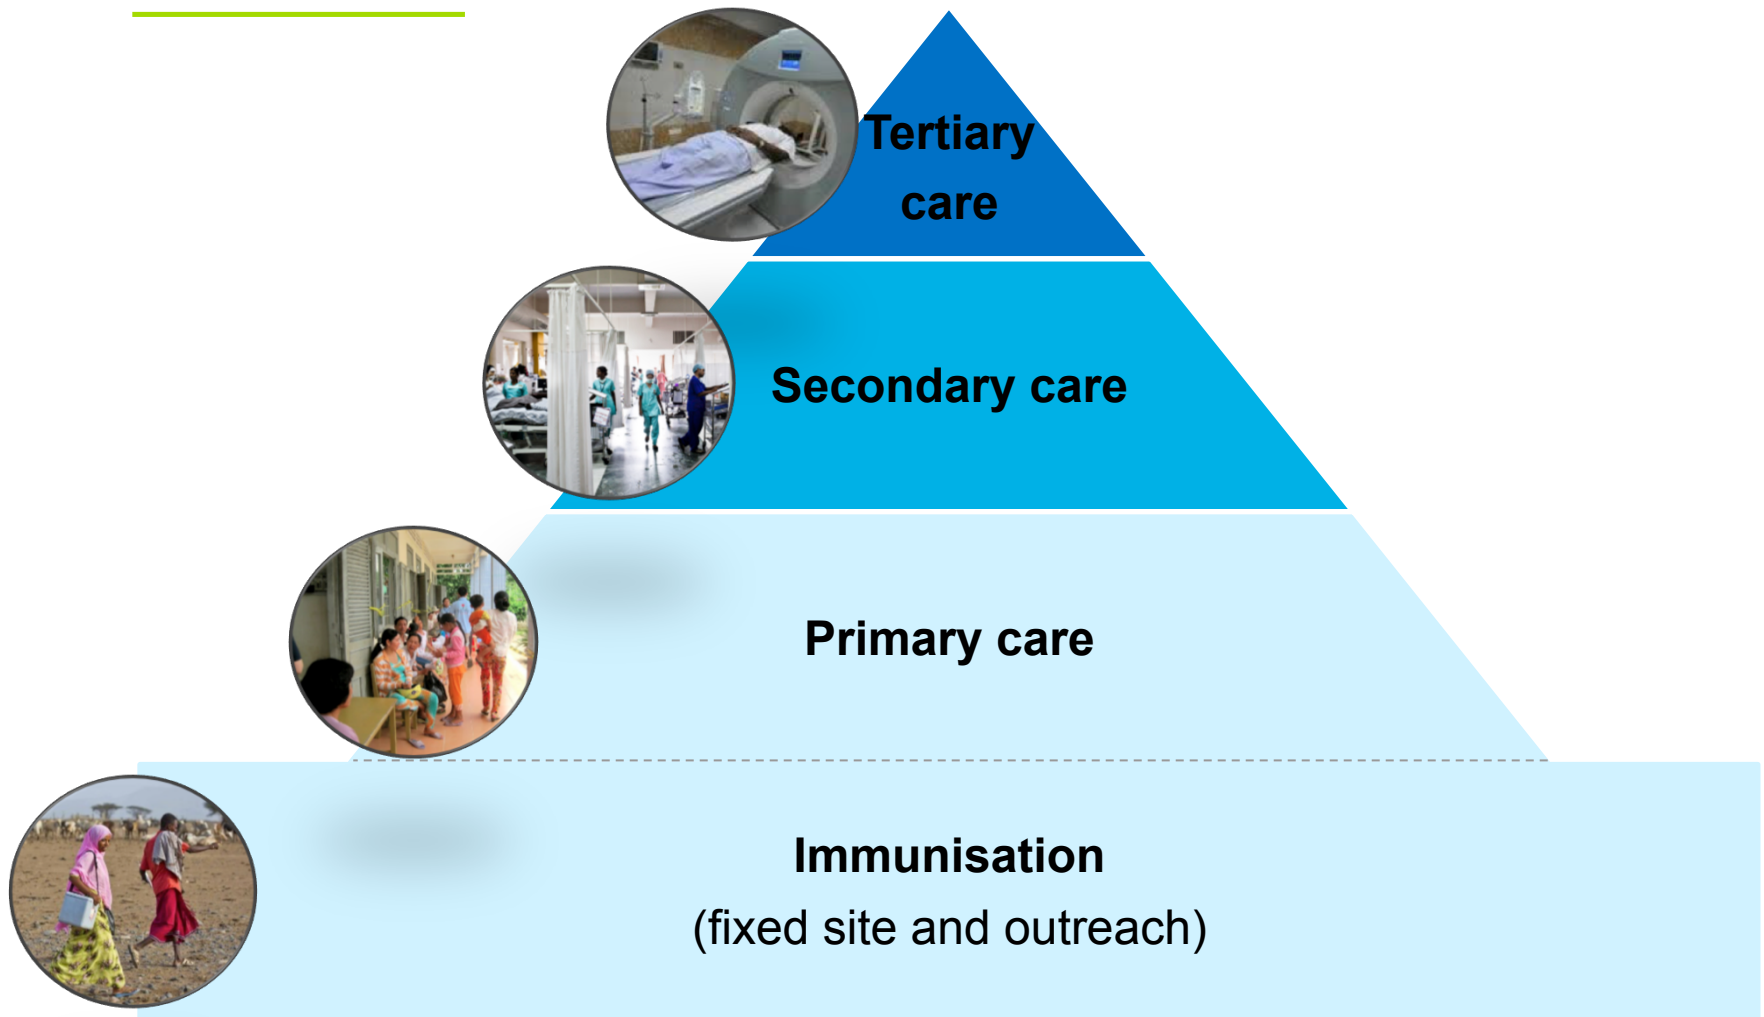 Tertiary
care
Secondary care
Primary care
Immunisation
(fixed site and outreach)